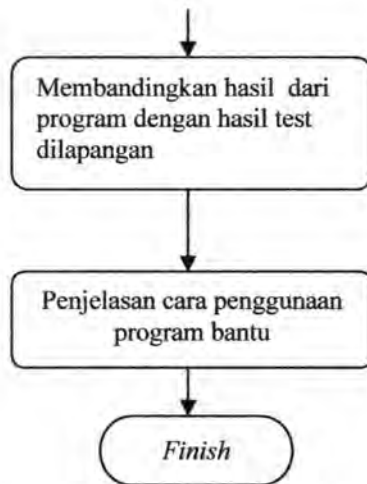 Membandingkan hasil dari
program dengan hasil test
dilapangan
Penjelasan cara penggunaan
program bantu
Finish